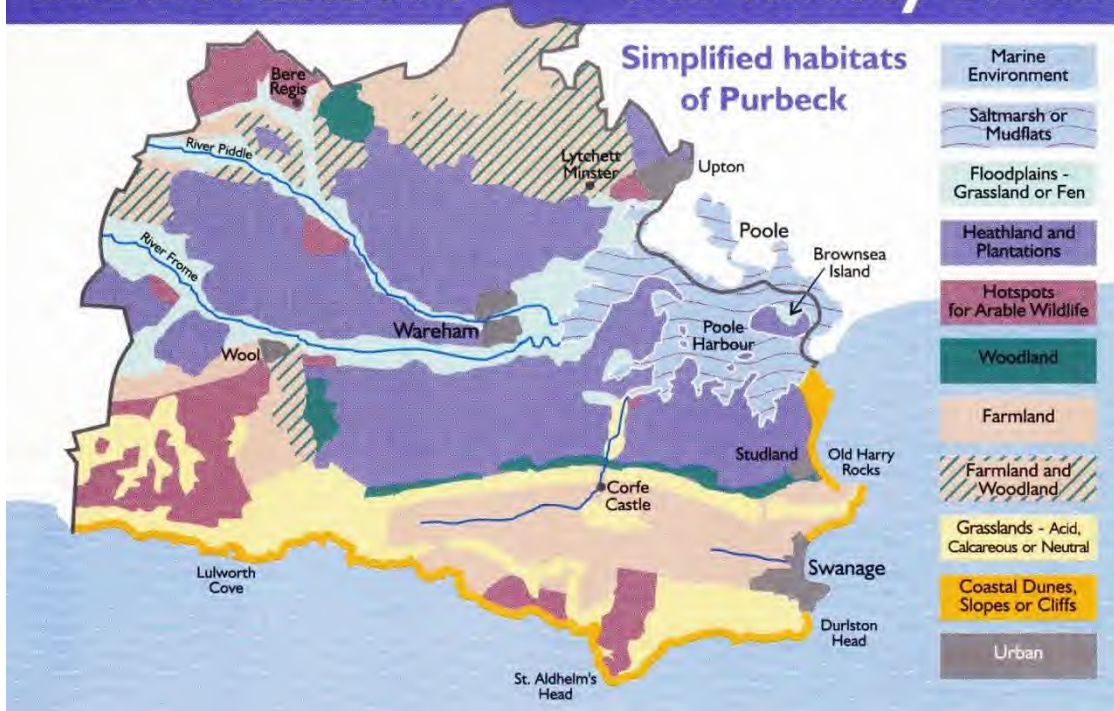 Simplified habitats
of Purbeck
Bere
Regis
River Piddle
Lytchett
Minster
Upton
Poole
Brownsea
Island
River Frome
Wareham
Poole
Harbour
Wool
Studland
Old Harry
Rocks
Corfe
Castle
Swanage
Lulworth
Cove
Durlston
Head
St. Aldhelm's
Head
Marine
Environment
Saltmarsh or
Mudflats
Floodplains -
Grassland or Fen
Heathland and
Plantations
Hotspots
for Arable Wildlife
Woodland
Farmland
Farmland and
Woodland
Grasslands - Acid,
Calcareous or Neutral
Coastal Dunes,
Slopes or Cliffs
Urban